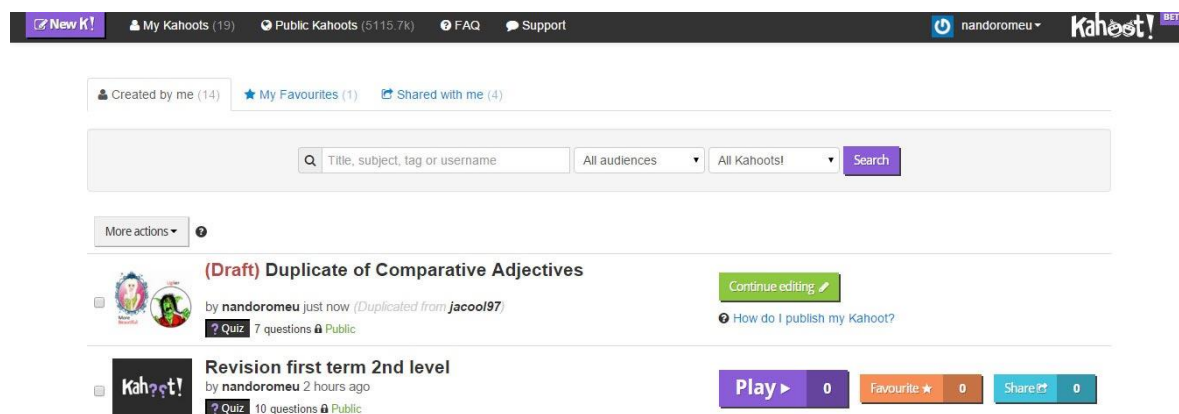 New K! My Kahoots (19) Public Kahoots (5115.7k) FAQ Support nandoromeu Kahoot! BET
Created by me (14) My Favourites (1) Shared with me (4)
Title, subject, tag or username All audiences All Kahoots! Search
More actions
(Draft) Duplicate of Comparative Adjectives
by nandoromeu just now (Duplicated from jacool97)
? Quiz 7 questions Public
Continue editing
How do I publish my Kahoot?
Kahoot!
Revision first term 2nd level
by nandoromeu 2 hours ago
? Quiz 10 questions Public
Play 0 Favourite 0 Share 0